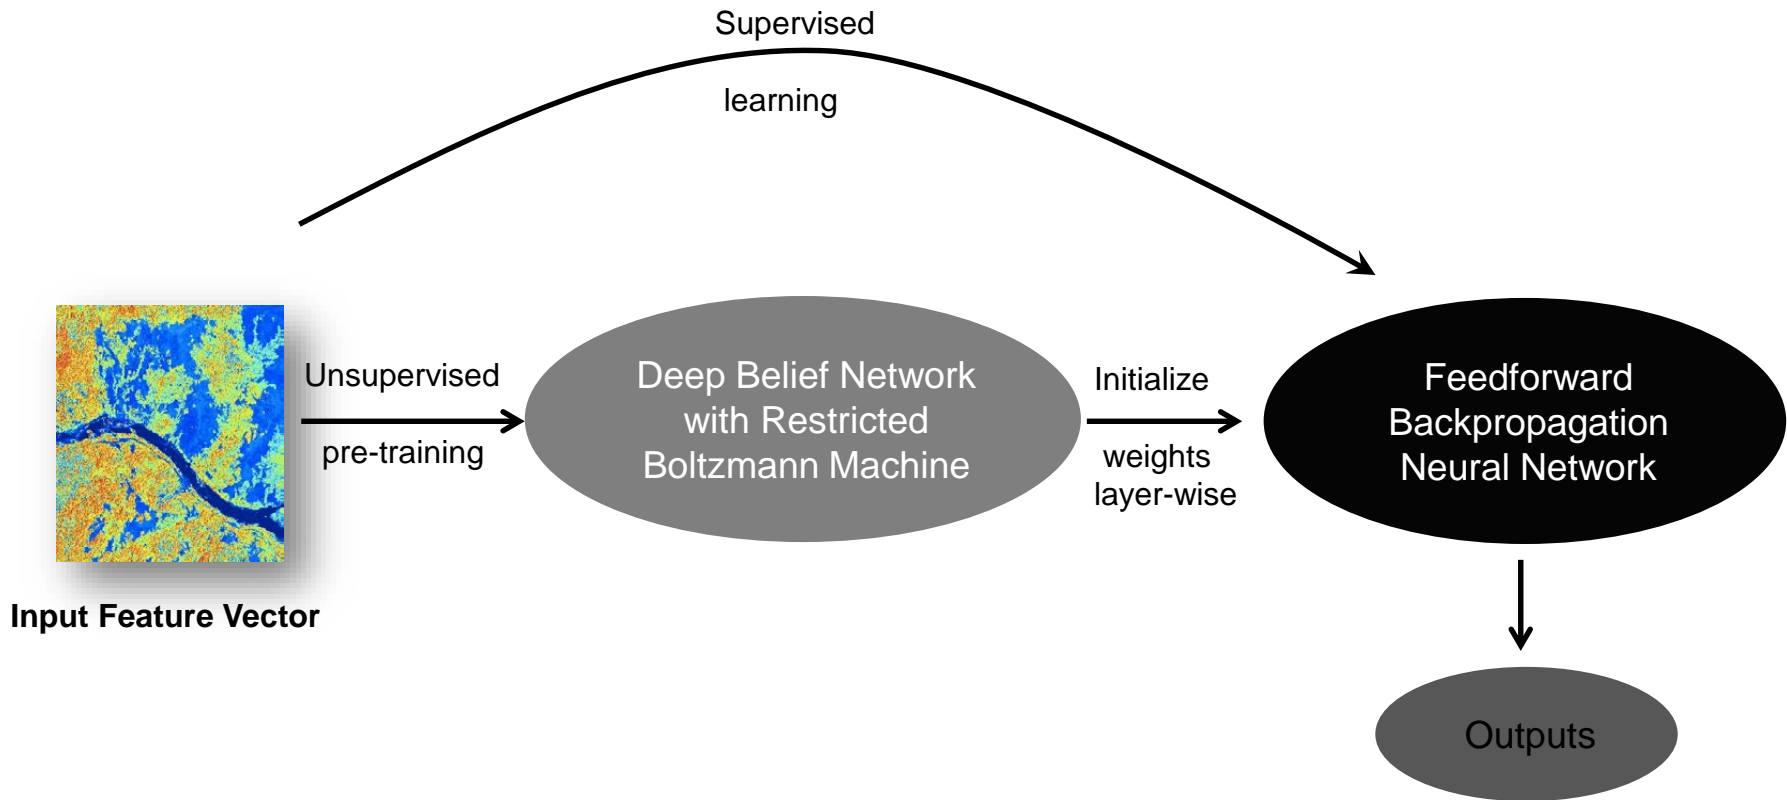 Supervised
learning
Unsupervised
pre-training
Deep Belief Network
with Restricted
Boltzmann Machine
Initialize
weights
layer-wise
Feedforward
Backpropagation
Neural Network
Input Feature Vector
Outputs